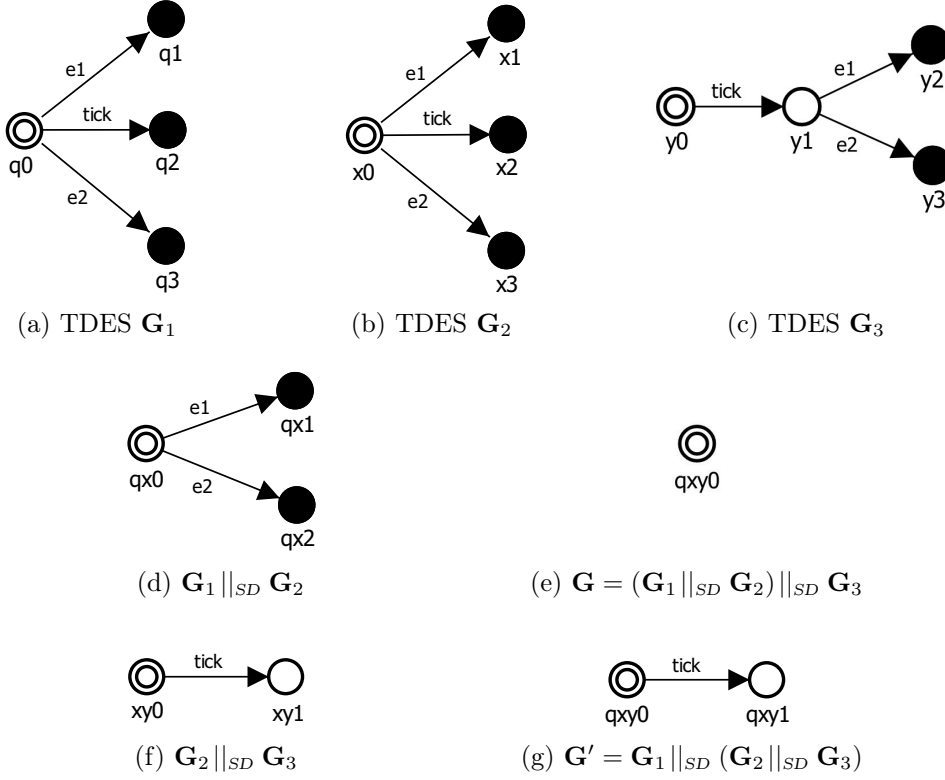 e1
q1
tick
q0
q2
e2
q3
(a) TDES G₁
e1
x1
tick
x0
x2
e2
x3
(b) TDES G₂
tick
y0
y1
e1
y2
e2
y3
(c) TDES G₃
e1
qx0
qx1
e2
qx2
(d) G₁ ||SD G₂
qxy0
(e) G = (G₁ ||SD G₂) ||SD G₃
tick
xy0
xy1
(f) G₂ ||SD G₃
tick
qxy0
qxy1
(g) G′ = G₁ ||SD (G₂ ||SD G₃)